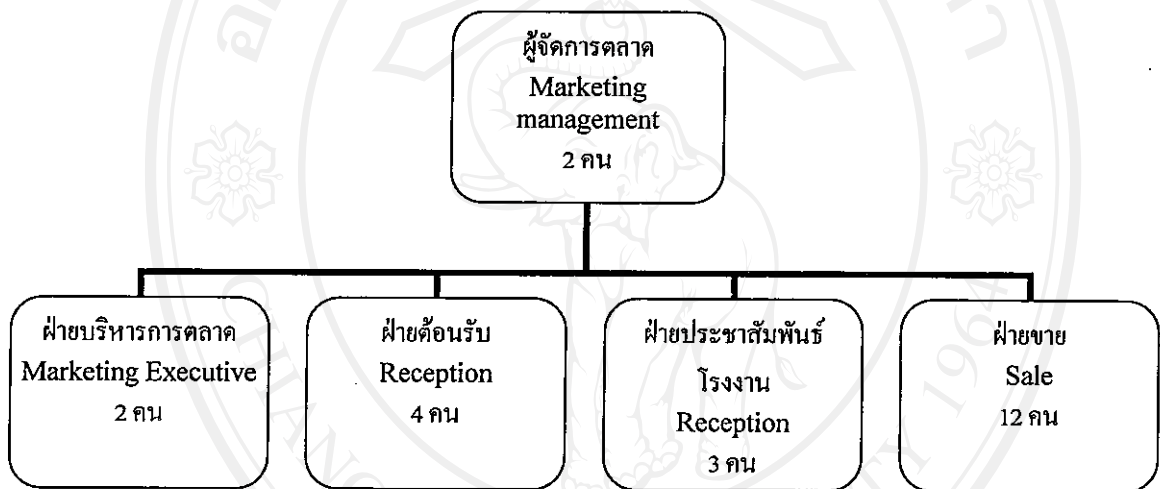 ผู้จัดการตลาด
Marketing
management
2 คน
ฝ่ายบริหารการตลาด
Marketing Executive
2 คน
ฝ่ายต้อนรับ
Reception
4 คน
ฝ่ายประชาสัมพันธ์
โรงงาน
Reception
3 คน
ฝ่ายขาย
Sale
12 คน